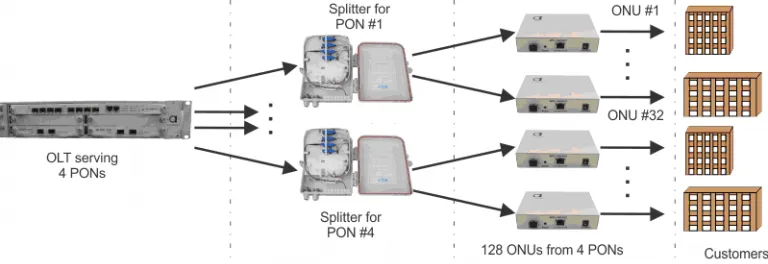 Splitter for
PON #1
ONU #1
ONU #32
OLT serving
4 PONs
Splitter for
PON #4
128 ONUs from 4 PONs
Customers